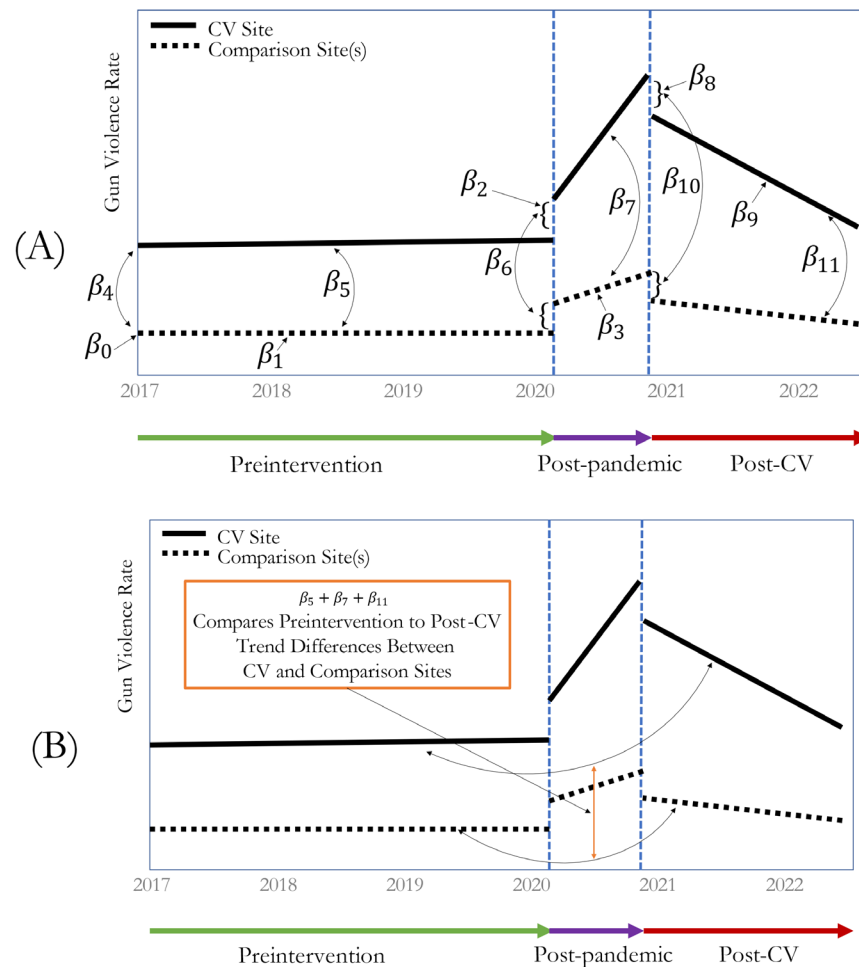 CV Site
Comparison Site(s)
Gun Violence Rate
(A)
β₈
β₂
β₁₀
β₇
β₉
β₆
β₄
β₅
β₁₁
β₀
β₁
β₃
2017 2018 2019 2020 2021 2022
Preintervention Post-pandemic Post-CV
CV Site
Comparison Site(s)
Gun Violence Rate
(B)
β₅ + β₇ + β₁₁
Compares Preintervention to Post-CV
Trend Differences Between
CV and Comparison Sites
2017 2018 2019 2020 2021 2022
Preintervention Post-pandemic Post-CV